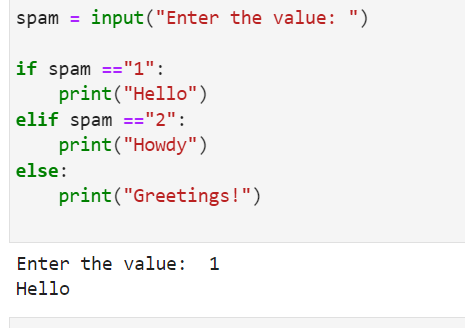 spam = input("Enter the value: ")
if spam =="1":
    print("Hello")
elif spam =="2":
    print("Howdy")
else:
    print("Greetings!")
Enter the value:  1
Hello